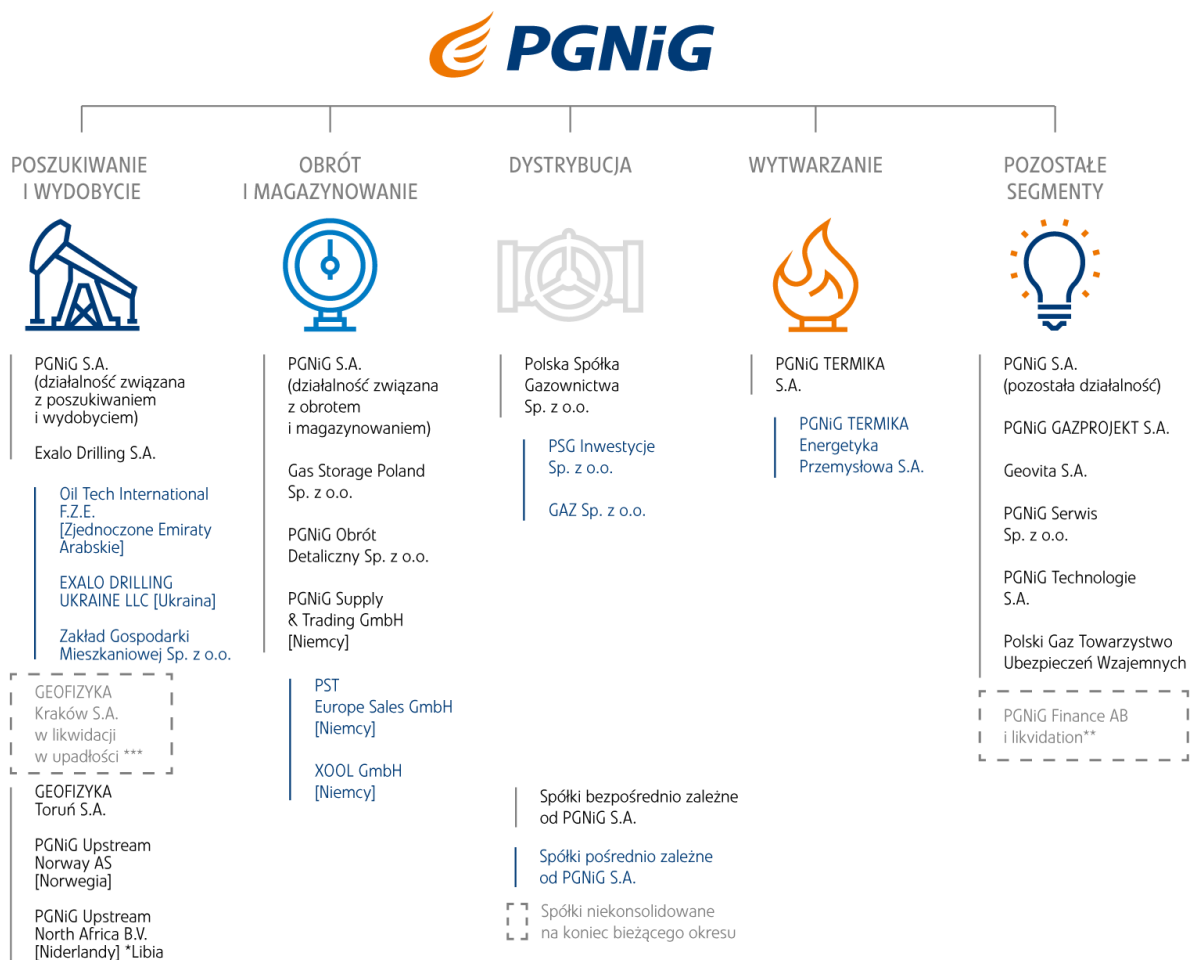 PGNiG
POSZUKIWANIE
I WYDOBYCIE
PGNiG S.A.
(działalność związana
z poszukiwaniem
i wydobyciem)
Exalo Drilling S.A.
Oil Tech International
F.Z.E.
[Zjednoczone Emiraty
Arabskie]
EXALO DRILLING
UKRAINE LLC [Ukraina]
Zakład Gospodarki
Mieszkaniowej Sp. z o.o.
GEOFIZYKA
Kraków S.A.
w likwidacji
w upadłości ***
GEOFIZYKA
Toruń S.A.
PGNiG Upstream
Norway AS
[Norwegia]
PGNiG Upstream
North Africa B.V.
[Niderlandy] *Libia
OBRÓT
I MAGAZYNOWANIE
PGNiG S.A.
(działalność związana
z obrotem
i magazynowaniem)
Gas Storage Poland
Sp. z o.o.
PGNiG Obrót
Detaliczny Sp. z o.o.
PGNiG Supply
& Trading GmbH
[Niemcy]
PST
Europe Sales GmbH
[Niemcy]
XOOL GmbH
[Niemcy]
DYSTRYBUCJA
Polska Spółka
Gazownictwa
Sp. z o.o.
PSG Inwestycje
Sp. z o.o.
GAZ Sp. z o.o.
WYTWARZANIE
PGNiG TERMIKA
S.A.
PGNiG TERMIKA
Energetyka
Przemysłowa S.A.
POZOSTAŁE
SEGMENTY
PGNiG S.A.
(pozostała działalność)
PGNiG GAZPROJEKT S.A.
Geovita S.A.
PGNiG Serwis
Sp. z o.o.
PGNiG Technologie
S.A.
Polski Gaz Towarzystwo
Ubezpieczeń Wzajemnych
PGNiG Finance AB
i likvidation**
Spółki bezpośrednio zależne
od PGNiG S.A.
Spółki pośrednio zależne
od PGNiG S.A.
Spółki niekonsolidowane
na koniec bieżącego okresu